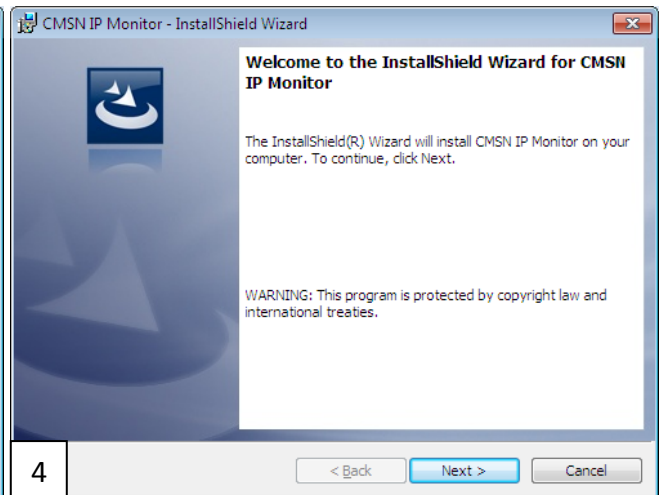 CMSN IP Monitor - InstallShield Wizard
Welcome to the InstallShield Wizard for CMSN
IP Monitor
The InstallShield(R) Wizard will install CMSN IP Monitor on your
computer. To continue, click Next.
WARNING: This program is protected by copyright law and
international treaties.
4
< Back
Next >
Cancel